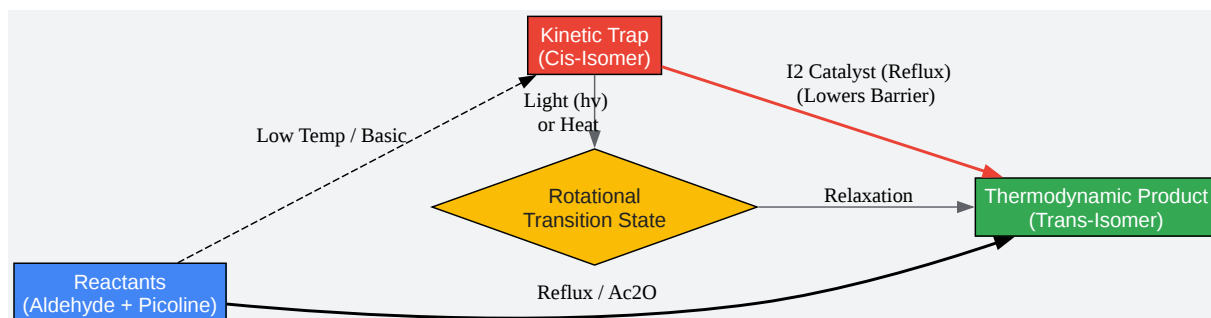 Kinetic Trap
(Cis-Isomer)
I2 Catalyst (Reflux)
(Lowers Barrier)
Light (hv)
or Heat
Low Temp / Basic
Rotational
Transition State
Relaxation
Thermodynamic Product
(Trans-Isomer)
Reactants
(Aldehyde + Picoline)
Reflux / Ac2O